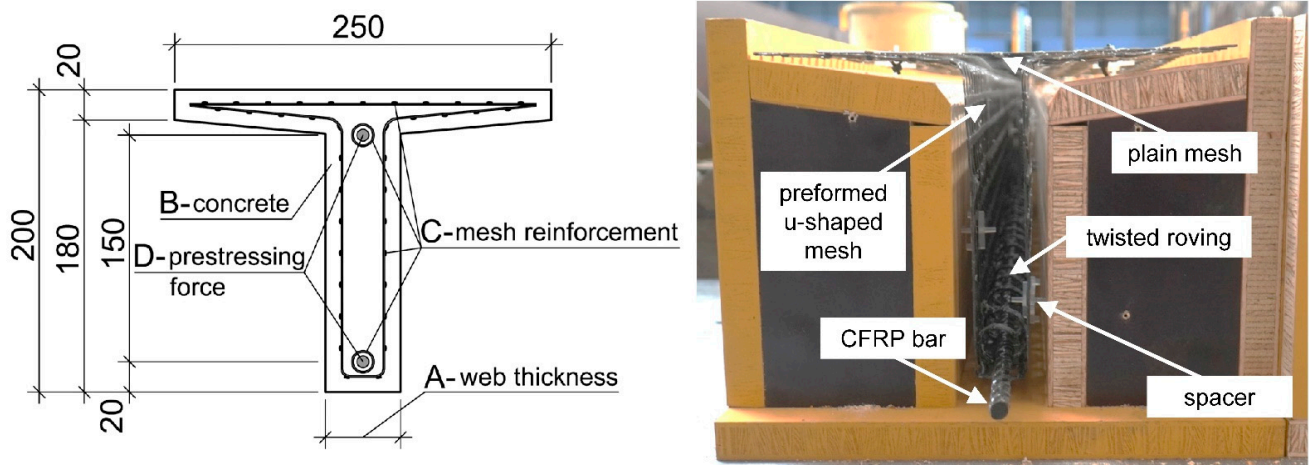 250
20
200
180
150
20
B-concrete
D-prestressing
force
C-mesh reinforcement
A-web thickness
plain mesh
preformed
u-shaped
mesh
twisted roving
CFRP bar
spacer